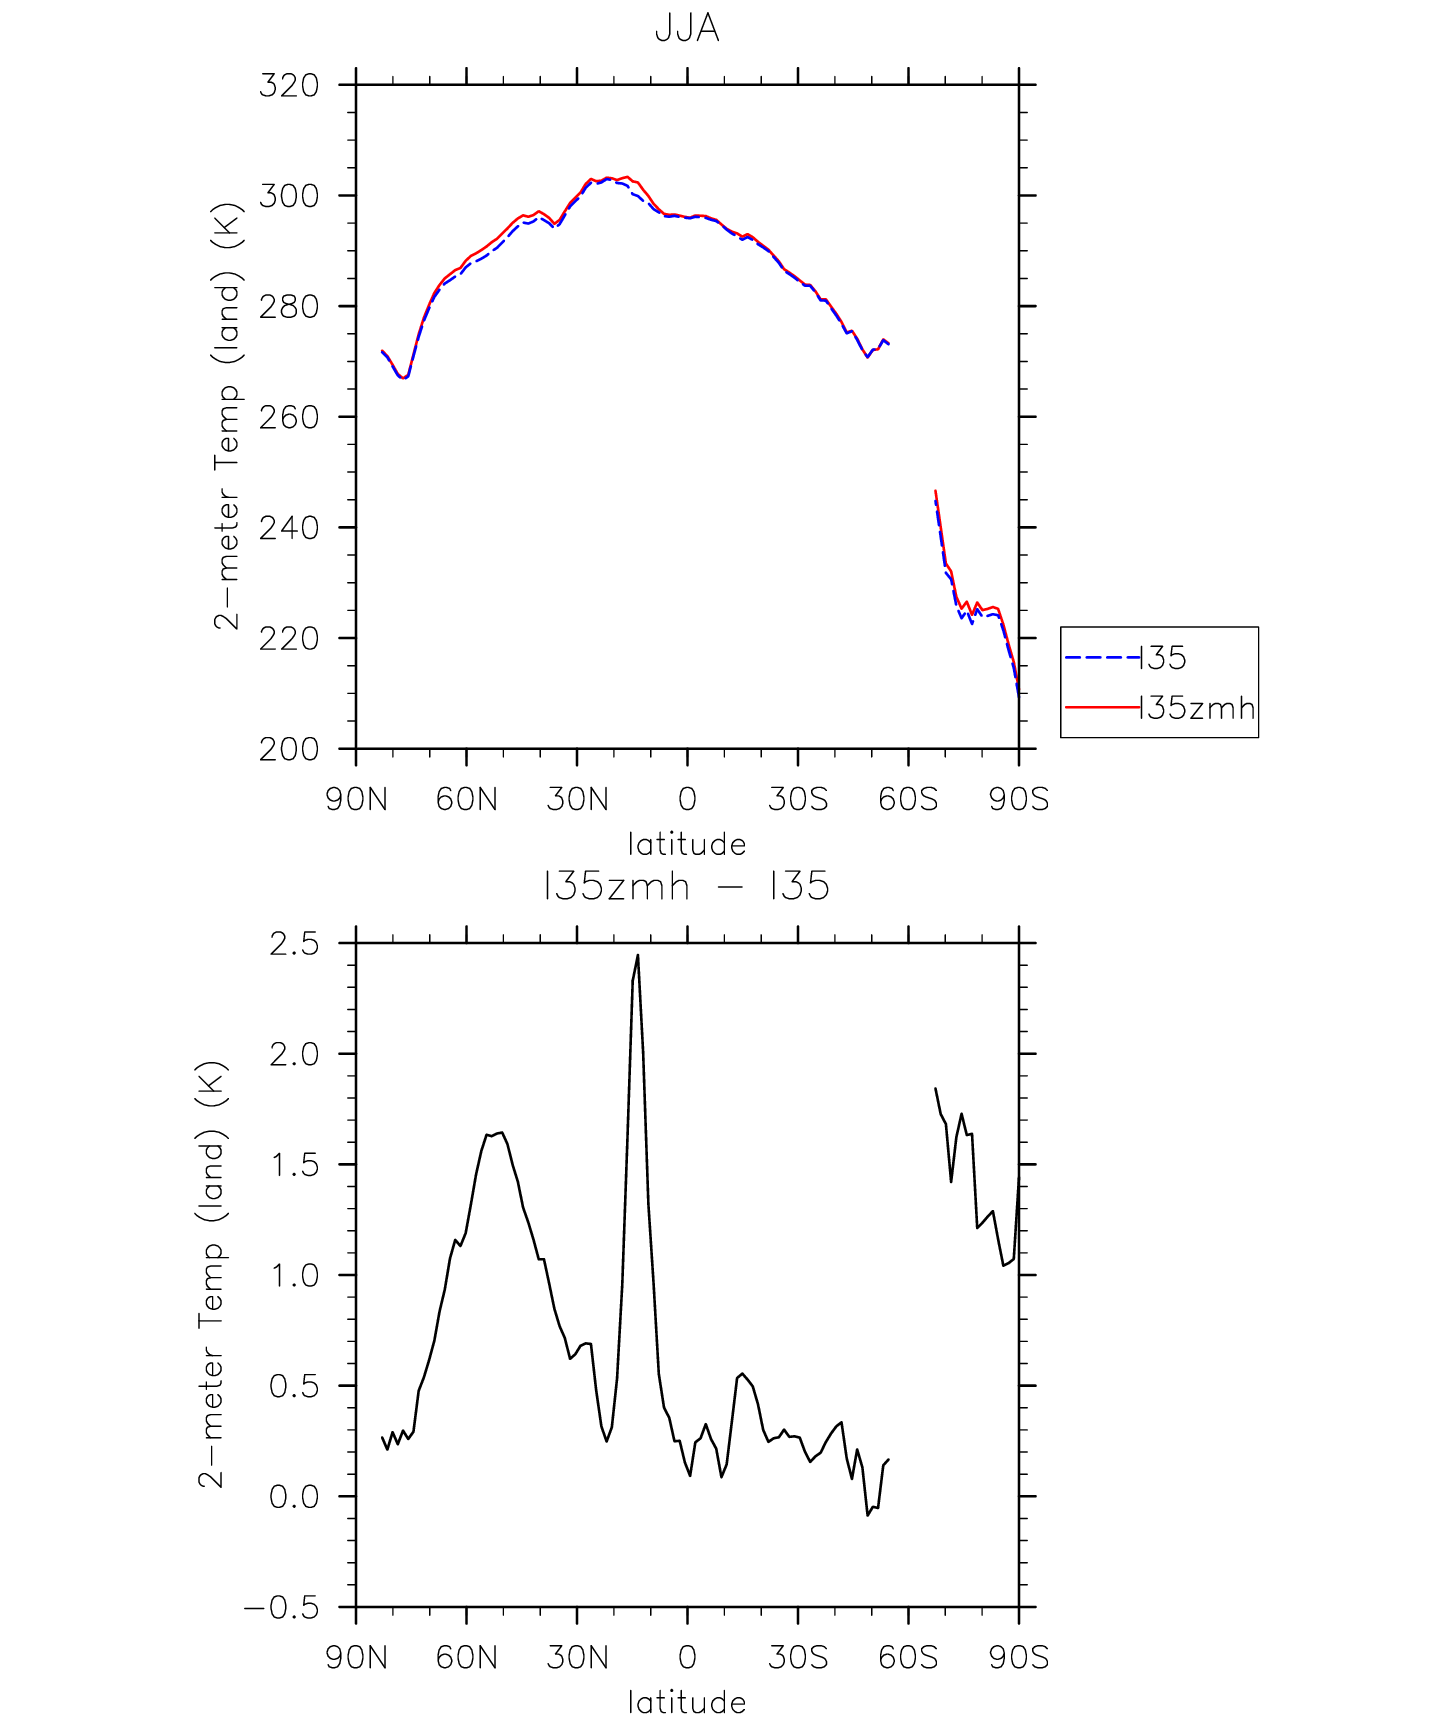 JJA
320
300
280
260
240
220
200
2-meter Temp (land) (K)
90N 60N 30N 0 30S 60S 90S
latitude
I35
I35zmh
I35zmh - I35
2.5
2.0
1.5
1.0
0.5
0.0
-0.5
2-meter Temp (land) (K)
90N 60N 30N 0 30S 60S 90S
latitude